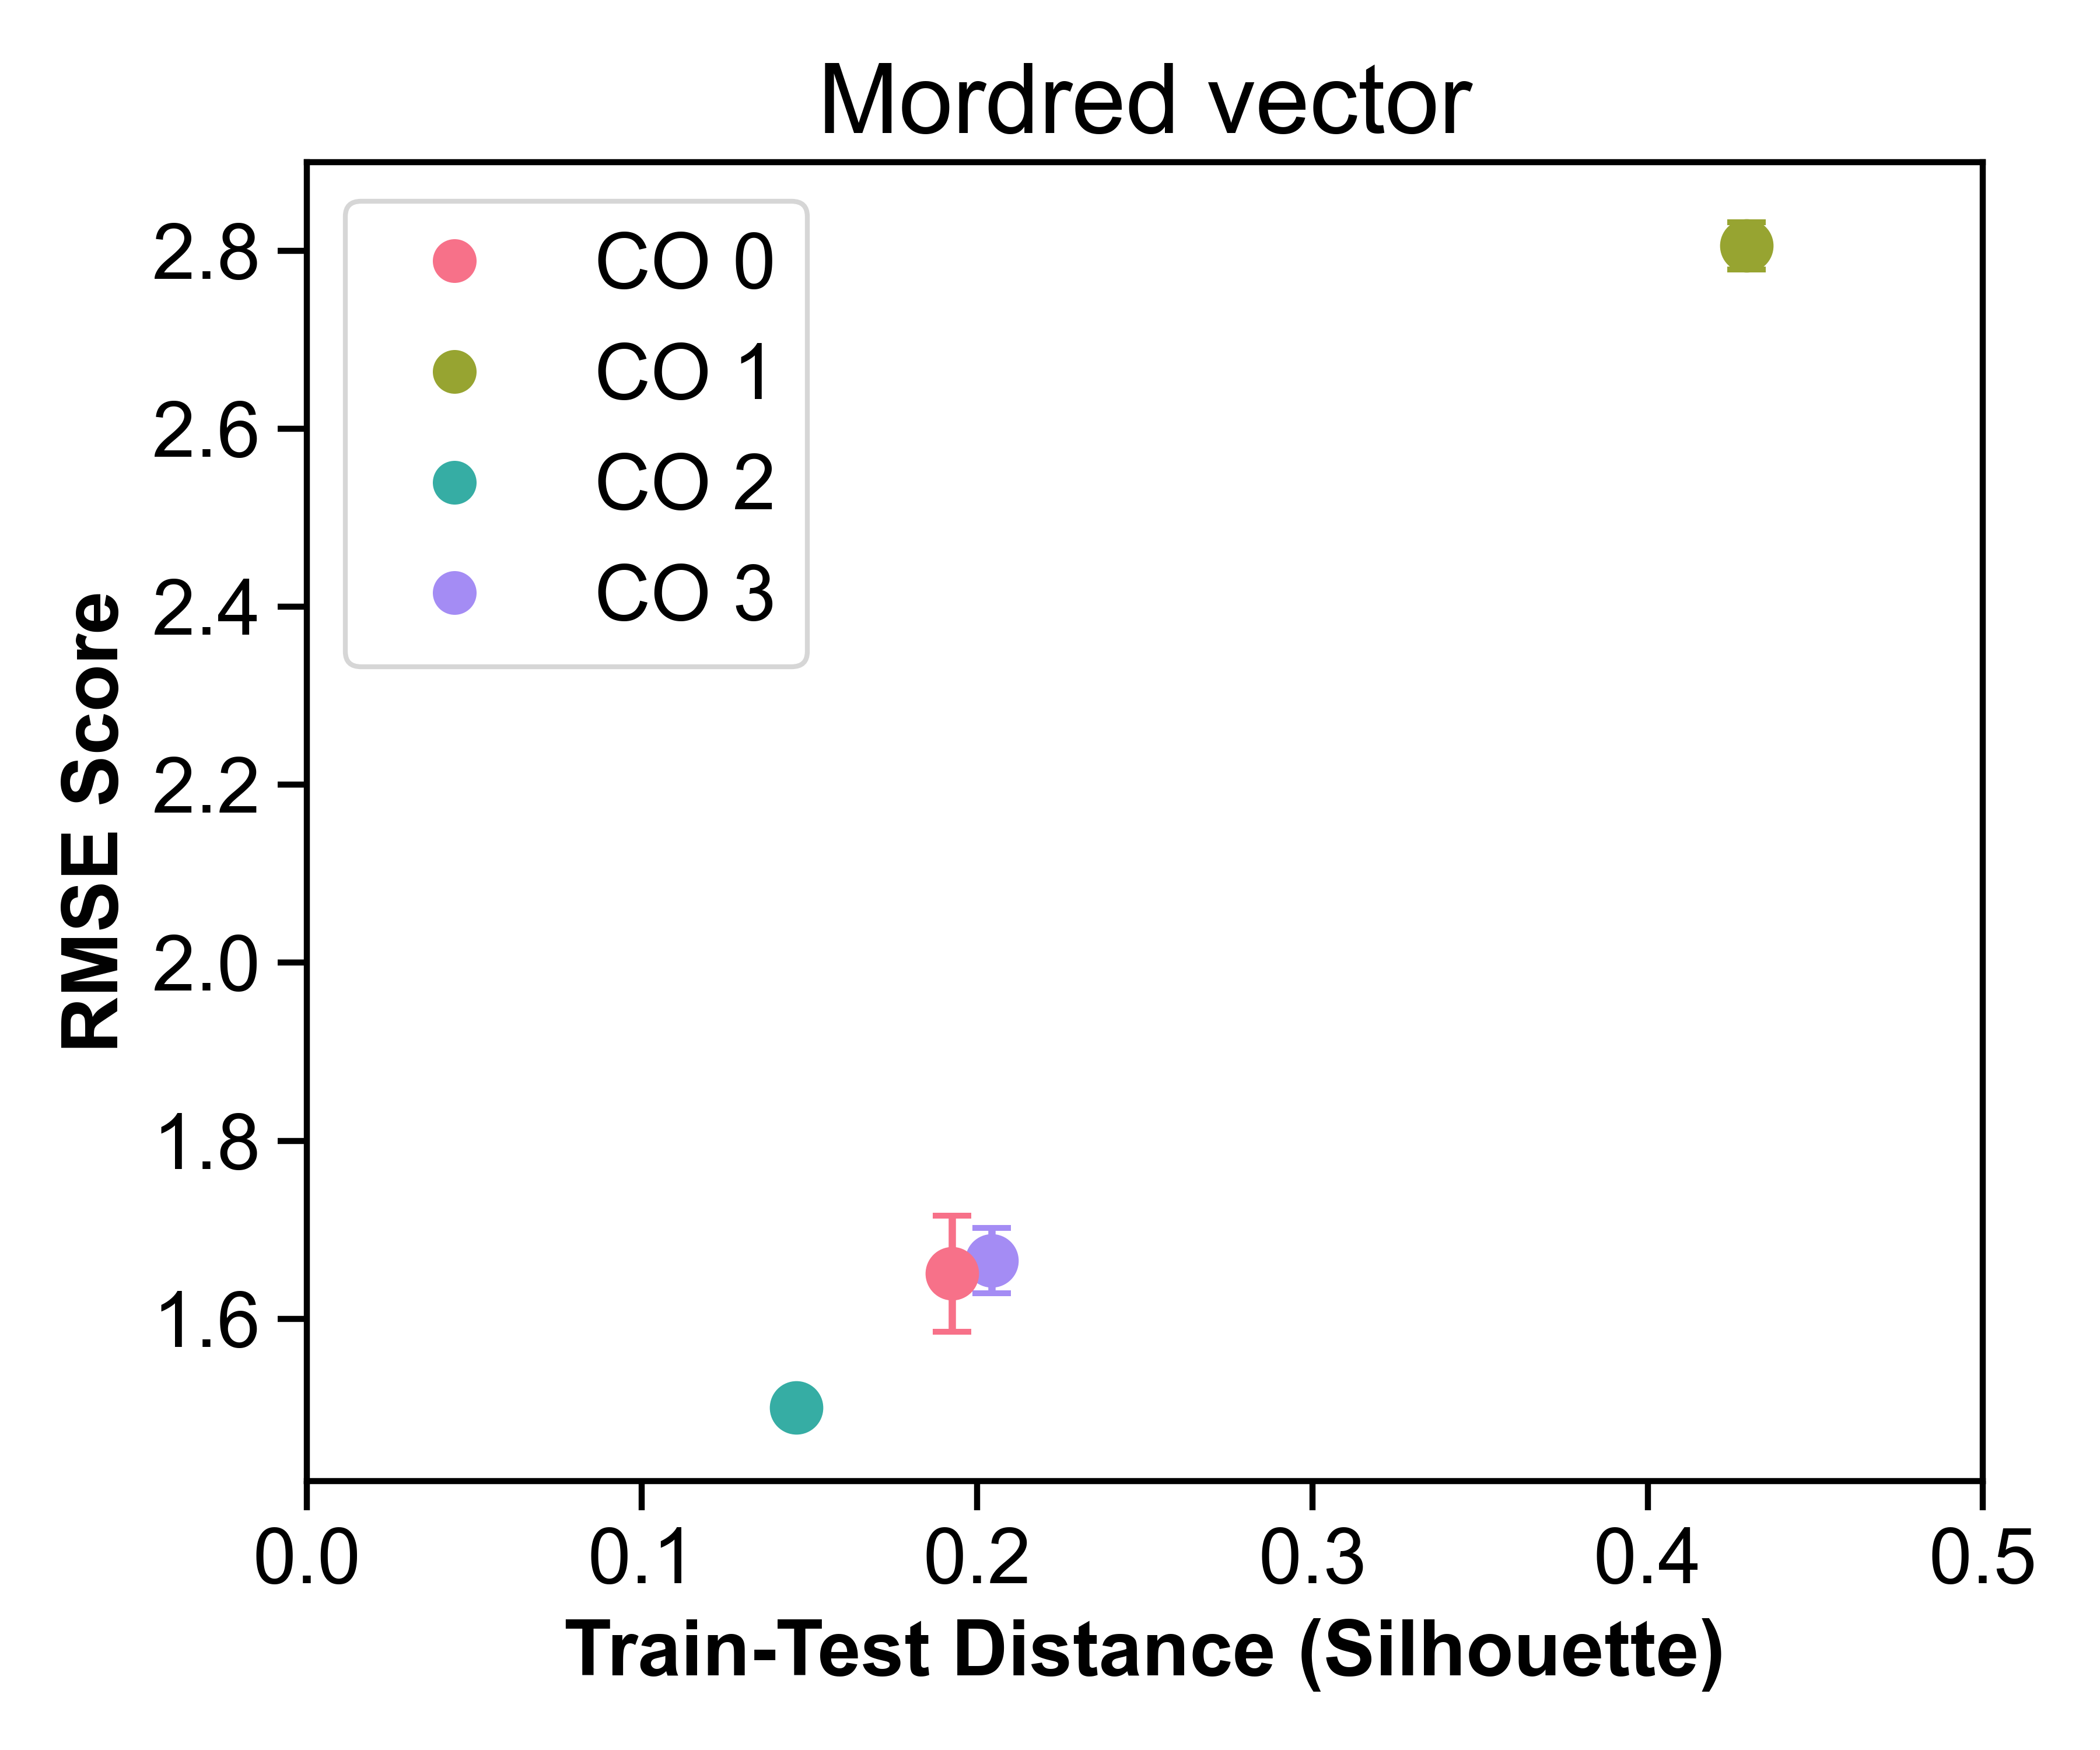 Mordred vector
CO 0
CO 1
CO 2
CO 3
RMSE Score
2.8
2.6
2.4
2.2
2.0
1.8
1.6
0.0 0.1 0.2 0.3 0.4 0.5
Train-Test Distance (Silhouette)